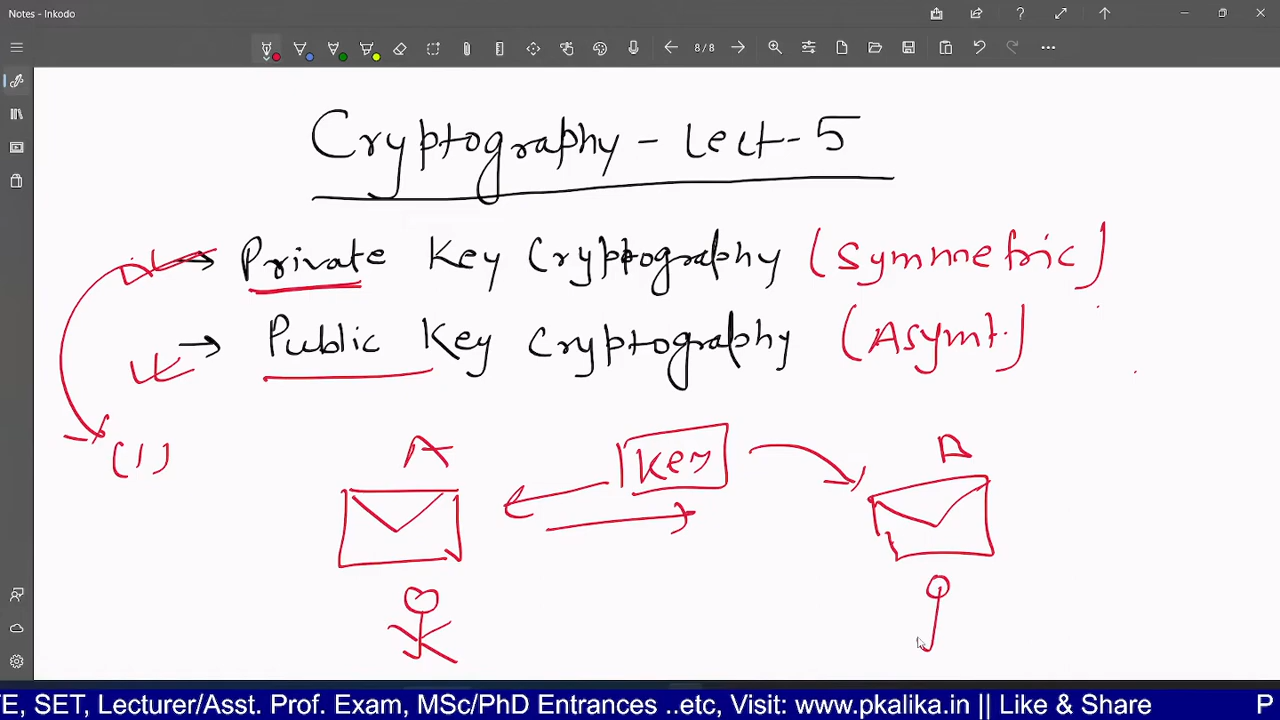 Notes - Inkodo
8/8
Cryptography - Lect-5
Private Key Cryptography (Symmetric)
Public Key Cryptography (Asymt.)
(1)
A
Key
B
TE, SET, Lecturer/Asst. Prof. Exam, MSc/PhD Entrances ..etc, Visit: www.pkalika.in || Like & Share
P